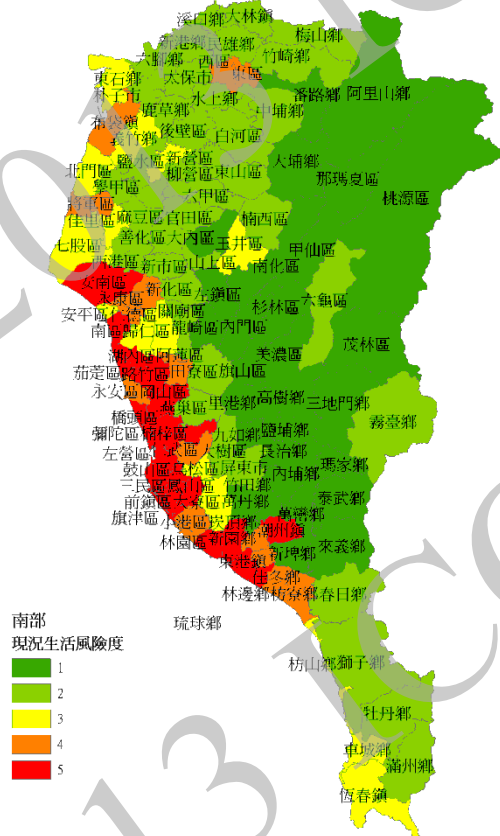 溪口鄉 大林鎮
新港鄉 民雄鄉 梅山鄉
六腳鄉 西區 竹崎鄉
東石鄉 太保市 東區
朴子市 水上鄉 番路鄉 阿里山鄉
鹿草鄉 中埔鄉
布袋鎮 後壁區
義竹鄉 白河區
鹽水區 新營區 大埔鄉
北門區 柳營區 東山區 那瑪夏區
學甲區 六甲區 桃源區
將軍區
佳里區 麻豆區 官田區 楠西區
七股區 善化區 大內區 玉井區 甲仙區
西港區 新市區 山上區 南化區
安南區 新化區 左鎮區
永康區 杉林區 六龜區
安平區 仁德區 關廟區
南區 歸仁區 龍崎區 內門區
湖內區 阿蓮區 美濃區 茂林區
茄萣區 路竹區 田寮區 旗山區
永安區 岡山區 高樹鄉
燕巢區 里港鄉 三地門鄉
橋頭區 霧臺鄉
彌陀區 楠梓區 九如鄉 鹽埔鄉
左營區 武區 大樹區 長治鄉
鼓山區 鳥松區 屏東市 瑪家鄉
三民區 鳳山區 竹田鄉 內埔鄉
前鎮區 大寮區 萬丹鄉 泰武鄉
旗津區 小港區 崁頂鄉 萬巒鄉
潮州鎮
林園區 新園鄉 來義鄉
東港鎮 新埤鄉
佳冬鄉
林邊鄉 枋寮鄉 春日鄉
南部 琉球鄉
現況生活風險度
1 枋山鄉 獅子鄉
2
3 牡丹鄉
4 車城鄉
5 滿州鄉
恆春鎮